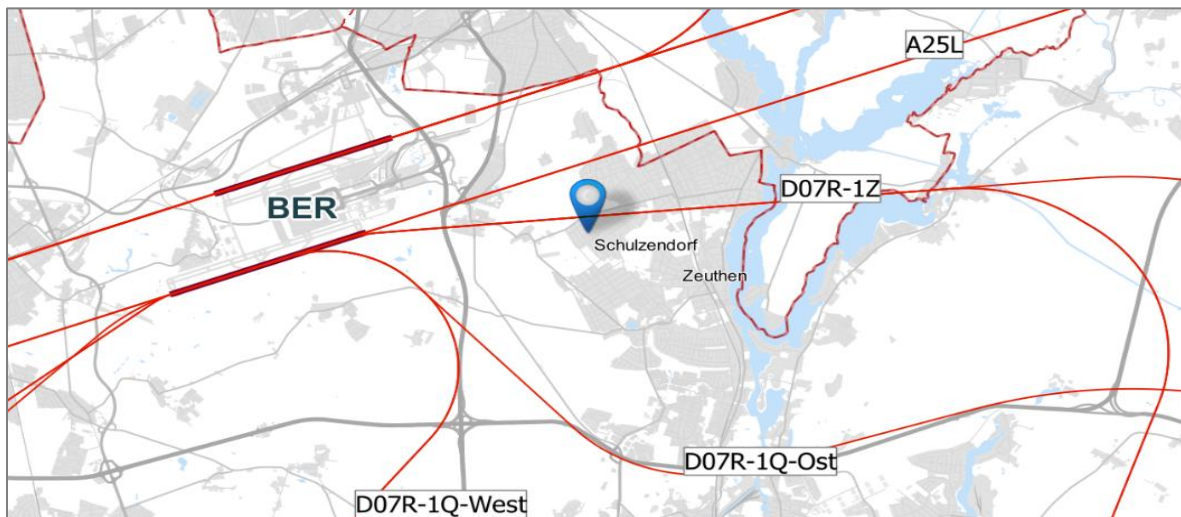 A25L
D07R-1Z
BER
Schulzendorf
Zeuthen
D07R-1Q-Ost
D07R-1Q-West